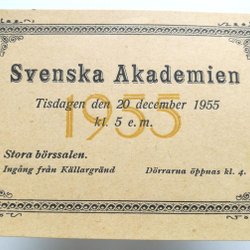 Svenska Akademien
Tisdagen den 20 december 1955
1955
kl. 5 e.m.
Stora börssalen.
Ingång från Källargränd
Dörrarna öppnas kl. 4.